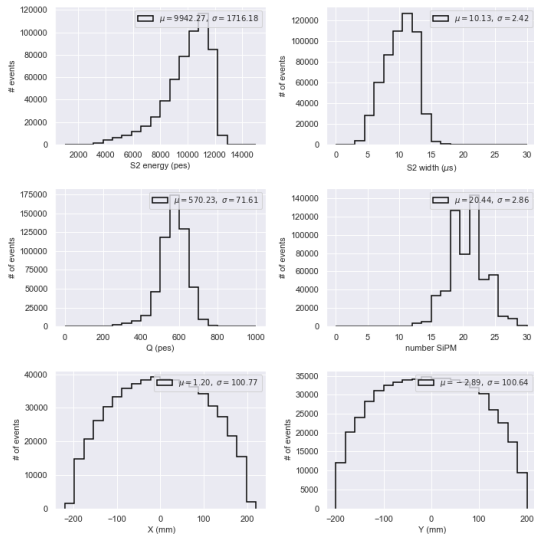 μ=9942.27, σ=1716.18
# of events
120000
100000
80000
60000
40000
20000
0
2000 4000 6000 8000 10000 12000 14000
S2 energy (pes)
μ=10.13, σ=2.42
# of events
120000
100000
80000
60000
40000
20000
0
0 5 10 15 20 25 30
S2 width (μs)
μ=570.23, σ=71.61
# of events
175000
150000
125000
100000
75000
50000
25000
0
0 200 400 600 800 1000
Q (pes)
μ=20.44, σ=2.86
# of events
140000
120000
100000
80000
60000
40000
20000
0
0 5 10 15 20 25 30
number SiPM
μ=1.20, σ=100.77
# of events
40000
30000
20000
10000
0
−200 −100 0 100 200
X (mm)
μ=−2.89, σ=100.64
# of events
35000
30000
25000
20000
15000
10000
5000
0
−200 −100 0 100 200
Y (mm)